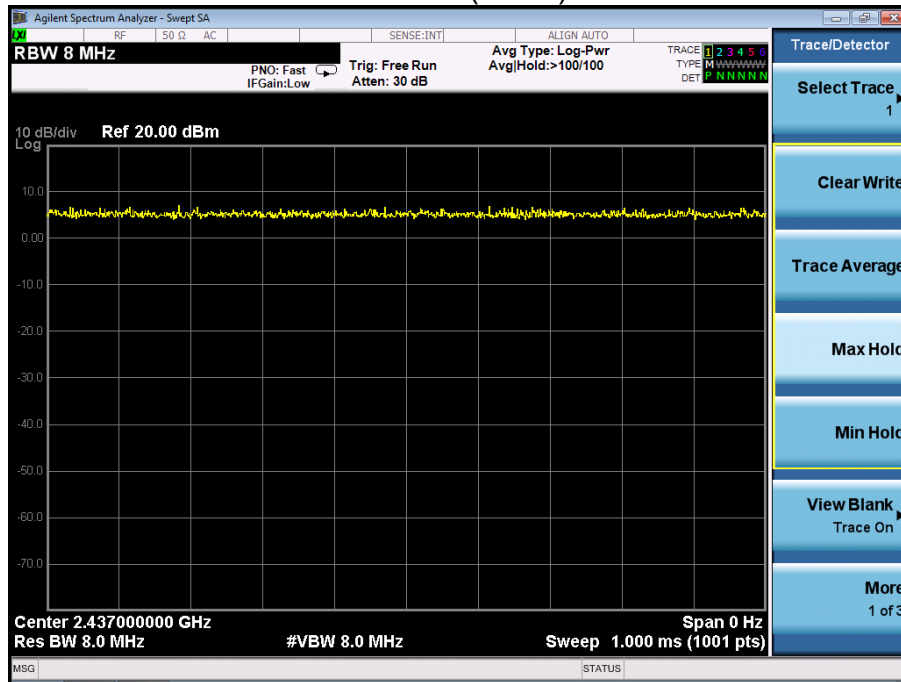 Agilent Spectrum Analyzer - Swept SA
LXI RF 50 Ω AC SENSE:INT ALIGN AUTO
RBW 8 MHz
PNO: Fast
IFGain:Low
Trig: Free Run
Atten: 30 dB
Avg Type: Log-Pwr
Avg|Hold:>100/100
TRACE 1 2 3 4 5 6
TYPE M WWWWW
DET P N N N N N
10 dB/div Ref 20.00 dBm
Log
10.0
0.00
-10.0
-20.0
-30.0
-40.0
-50.0
-60.0
-70.0
Center 2.437000000 GHz Span 0 Hz
Res BW 8.0 MHz #VBW 8.0 MHz Sweep 1.000 ms (1001 pts)
MSG STATUS
Trace/Detector
Select Trace
1
Clear Write
Trace Average
Max Hold
Min Hold
View Blank
Trace On
More
1 of 3